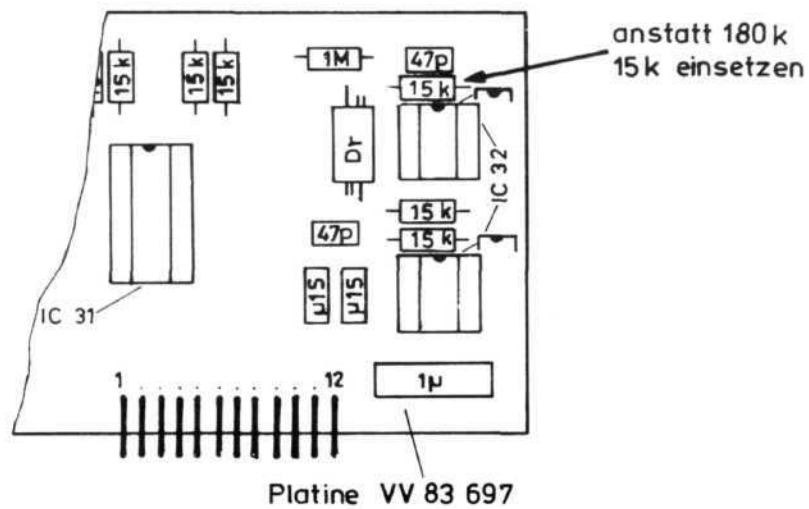 anstatt 180 k
15 k einsetzen
1M
47p
15 k
15 k
15 k
15 k
Dr
IC 32
15 k
47p
15 k
µ15
µ15
IC 31
1 . . . . . . . . . . 12
1µ
Platine VV 83 697